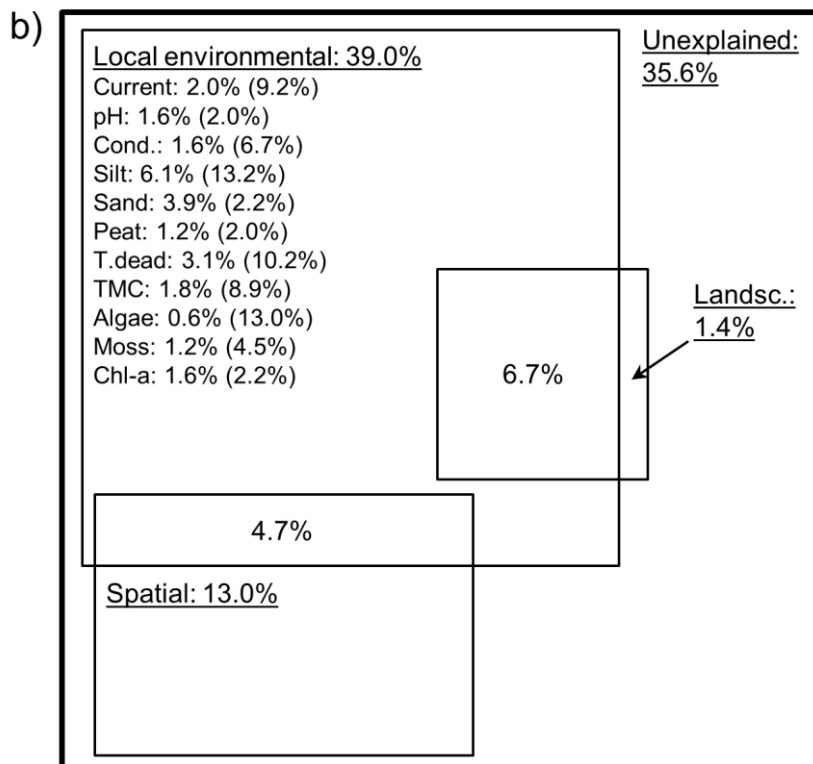 b)
Local environmental: 39.0%
Current: 2.0% (9.2%)
pH: 1.6% (2.0%)
Cond.: 1.6% (6.7%)
Silt: 6.1% (13.2%)
Sand: 3.9% (2.2%)
Peat: 1.2% (2.0%)
T.dead: 3.1% (10.2%)
TMC: 1.8% (8.9%)
Algae: 0.6% (13.0%)
Moss: 1.2% (4.5%)
Chl-a: 1.6% (2.2%)
Unexplained:
35.6%
Landsc.:
1.4%
6.7%
4.7%
Spatial: 13.0%